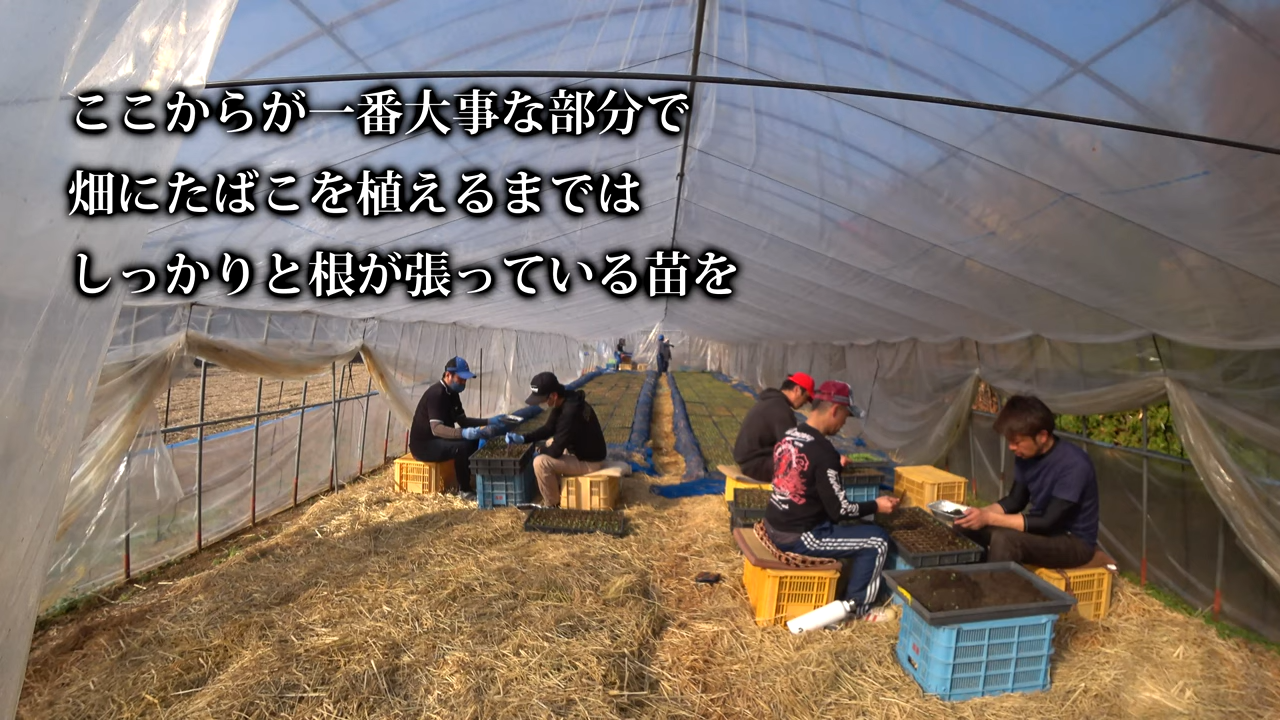 ここからが一番大事な部分で
畑にたばこを植えるまでは
しっかりと根が張っている苗を